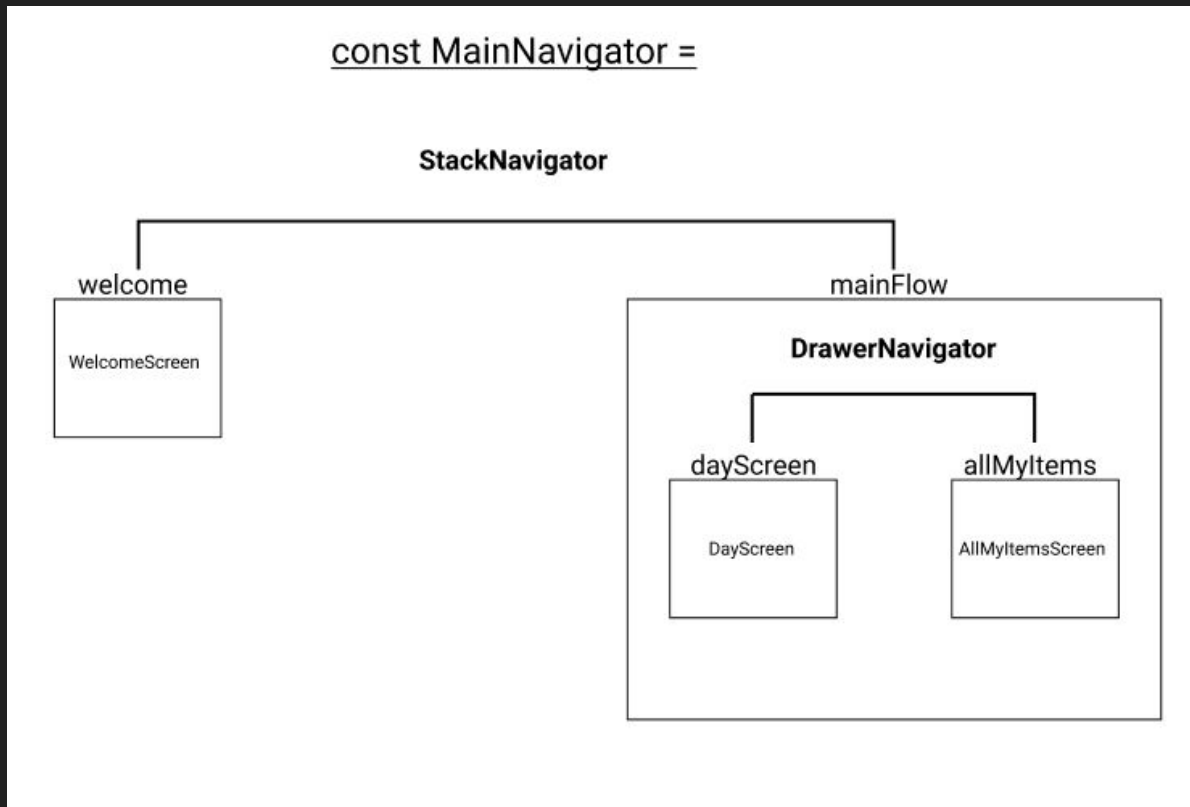 const MainNavigator =
StackNavigator
welcome
mainFlow
WelcomeScreen
DrawerNavigator
dayScreen
allMyItems
DayScreen
AllMyItemsScreen